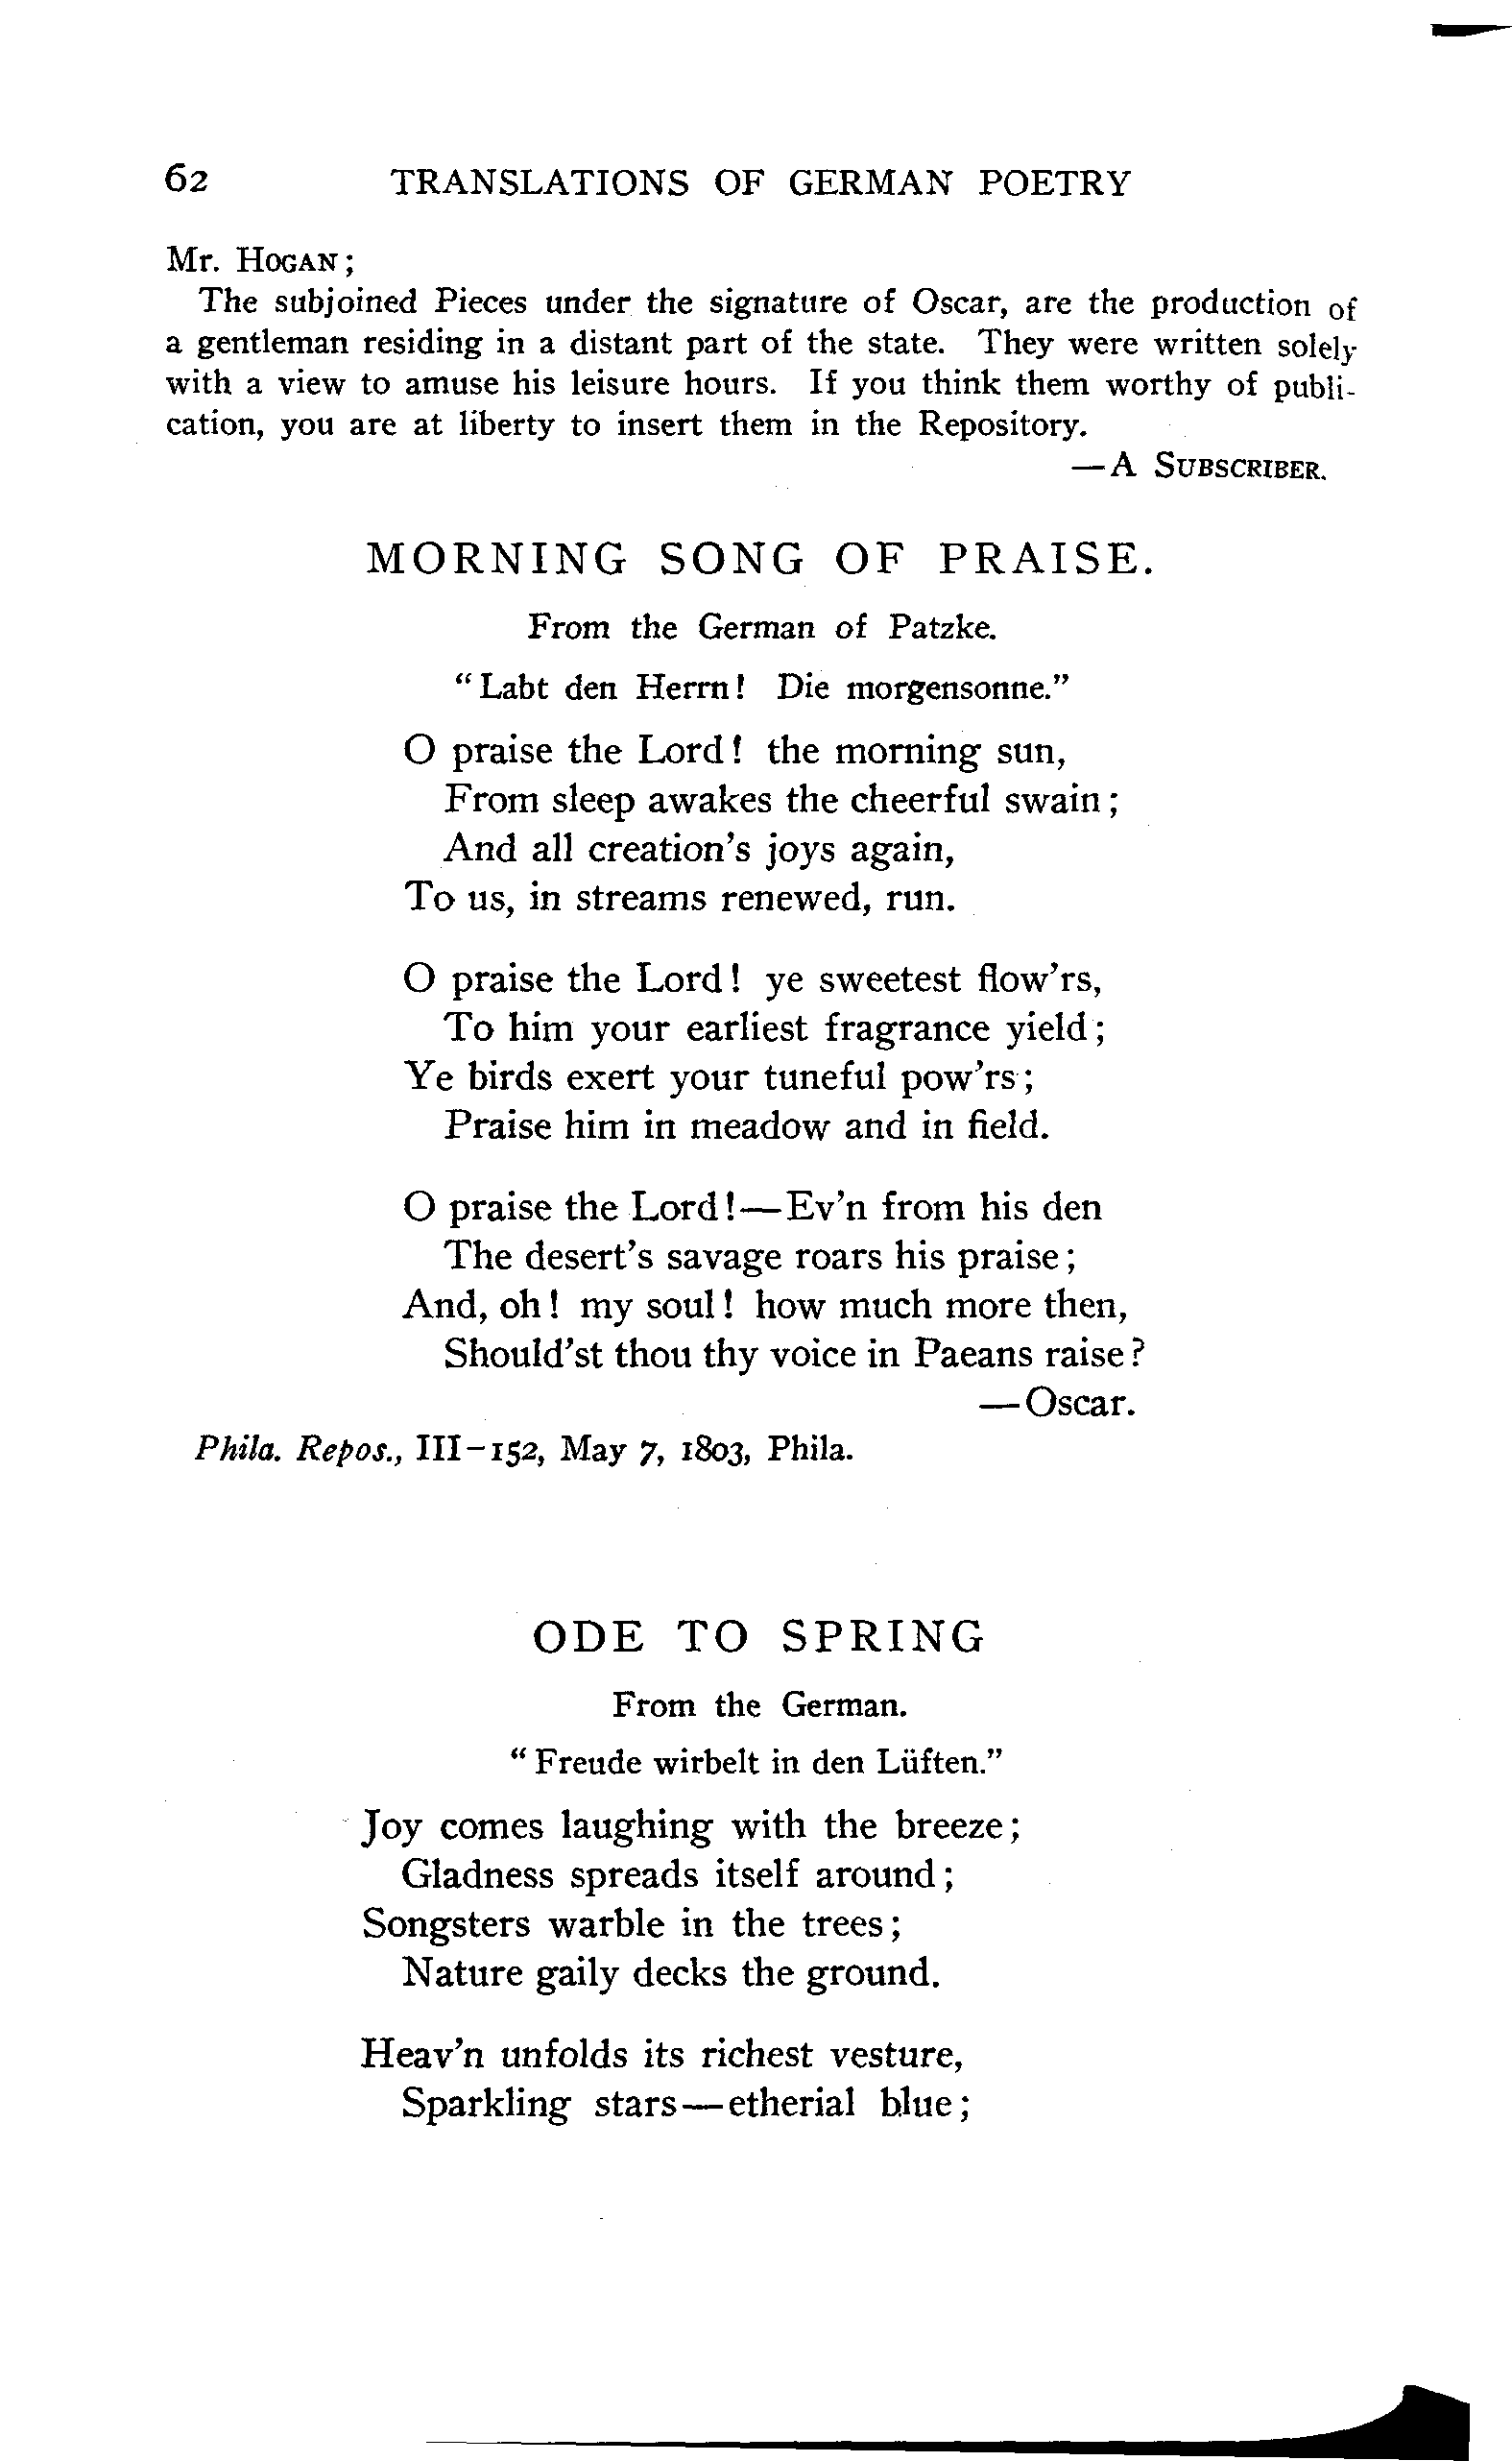 62 TRANSLATIONS OF GERMAN POETRY
Mr. HOGAN;
The subjoined Pieces under the signature of Oscar, are the production of
a gentleman residing in a distant part of the state. They were written solely
with a view to amuse his leisure hours. If you think them worthy of publi-
cation, you are at liberty to insert them in the Repository.
—A SUBSCRIBER.
MORNING SONG OF PRAISE.
From the German of Patzke.
"Labt den Herrn! Die morgensonne."
O praise the Lord! the morning sun,
From sleep awakes the cheerful swain;
And all creation's joys again,
To us, in streams renewed, run.
O praise the Lord! ye sweetest flow'rs,
To him your earliest fragrance yield;
Ye birds exert your tuneful pow'rs;
Praise him in meadow and in field.
O praise the Lord!—Ev'n from his den
The desert's savage roars his praise;
And, oh! my soul! how much more then,
Should'st thou thy voice in Paeans raise?
—Oscar.
Phila. Repos., III-152, May 7, 1803, Phila.
ODE TO SPRING
From the German.
"Freude wirbelt in den Lüften."
Joy comes laughing with the breeze;
Gladness spreads itself around;
Songsters warble in the trees;
Nature gaily decks the ground.
Heav'n unfolds its richest vesture,
Sparkling stars—etherial blue;